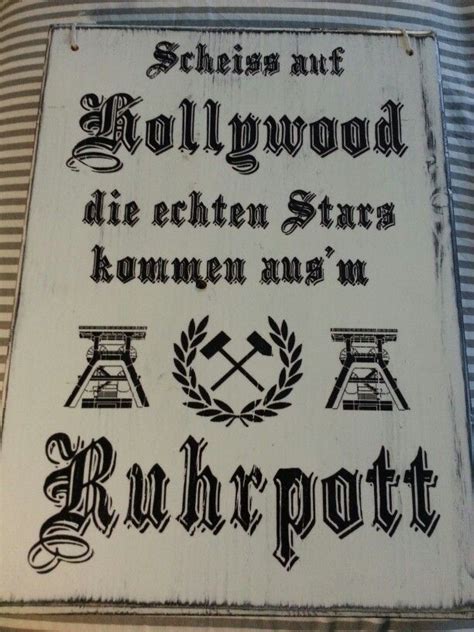 Scheiss auf
Hollywood
die echten Stars
kommen aus'm
Ruhrpott